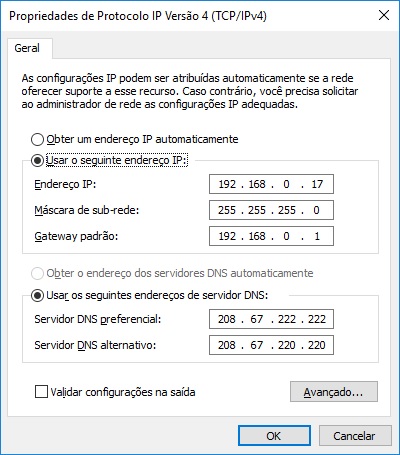 Propriedades de Protocolo IP Versão 4 (TCP/IPv4)
Geral
As configurações IP podem ser atribuídas automaticamente se a rede
oferecer suporte a esse recurso. Caso contrário, você precisa solicitar
ao administrador de rede as configurações IP adequadas.
Obter um endereço IP automaticamente
Usar o seguinte endereço IP:
Endereço IP: 192 . 168 . 0 . 17
Máscara de sub-rede: 255 . 255 . 255 . 0
Gateway padrão: 192 . 168 . 0 . 1
Obter o endereço dos servidores DNS automaticamente
Usar os seguintes endereços de servidor DNS:
Servidor DNS preferencial: 208 . 67 . 222 . 222
Servidor DNS alternativo: 208 . 67 . 220 . 220
Validar configurações na saída
Avançado...
OK
Cancelar